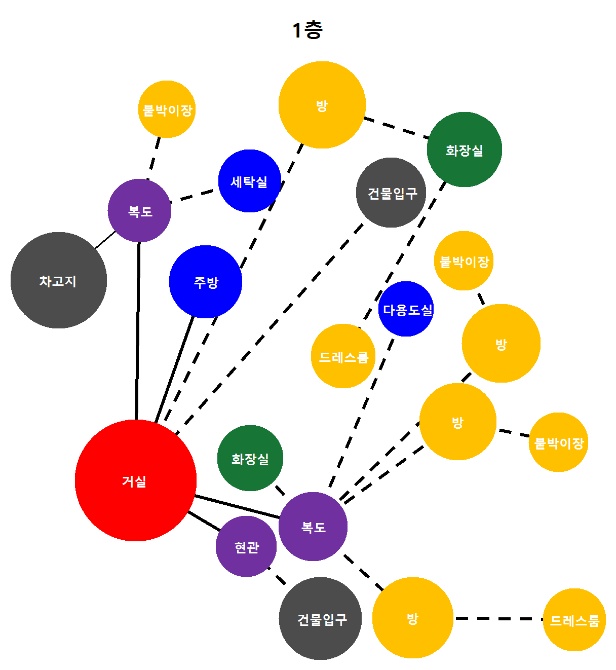 1층
방
붙박이장
화장실
세탁실
건물입구
복도
붙박이장
차고지
주방
다용도실
방
드레스룸
방
붙박이장
화장실
거실
복도
현관
건물입구
방
드레스룸